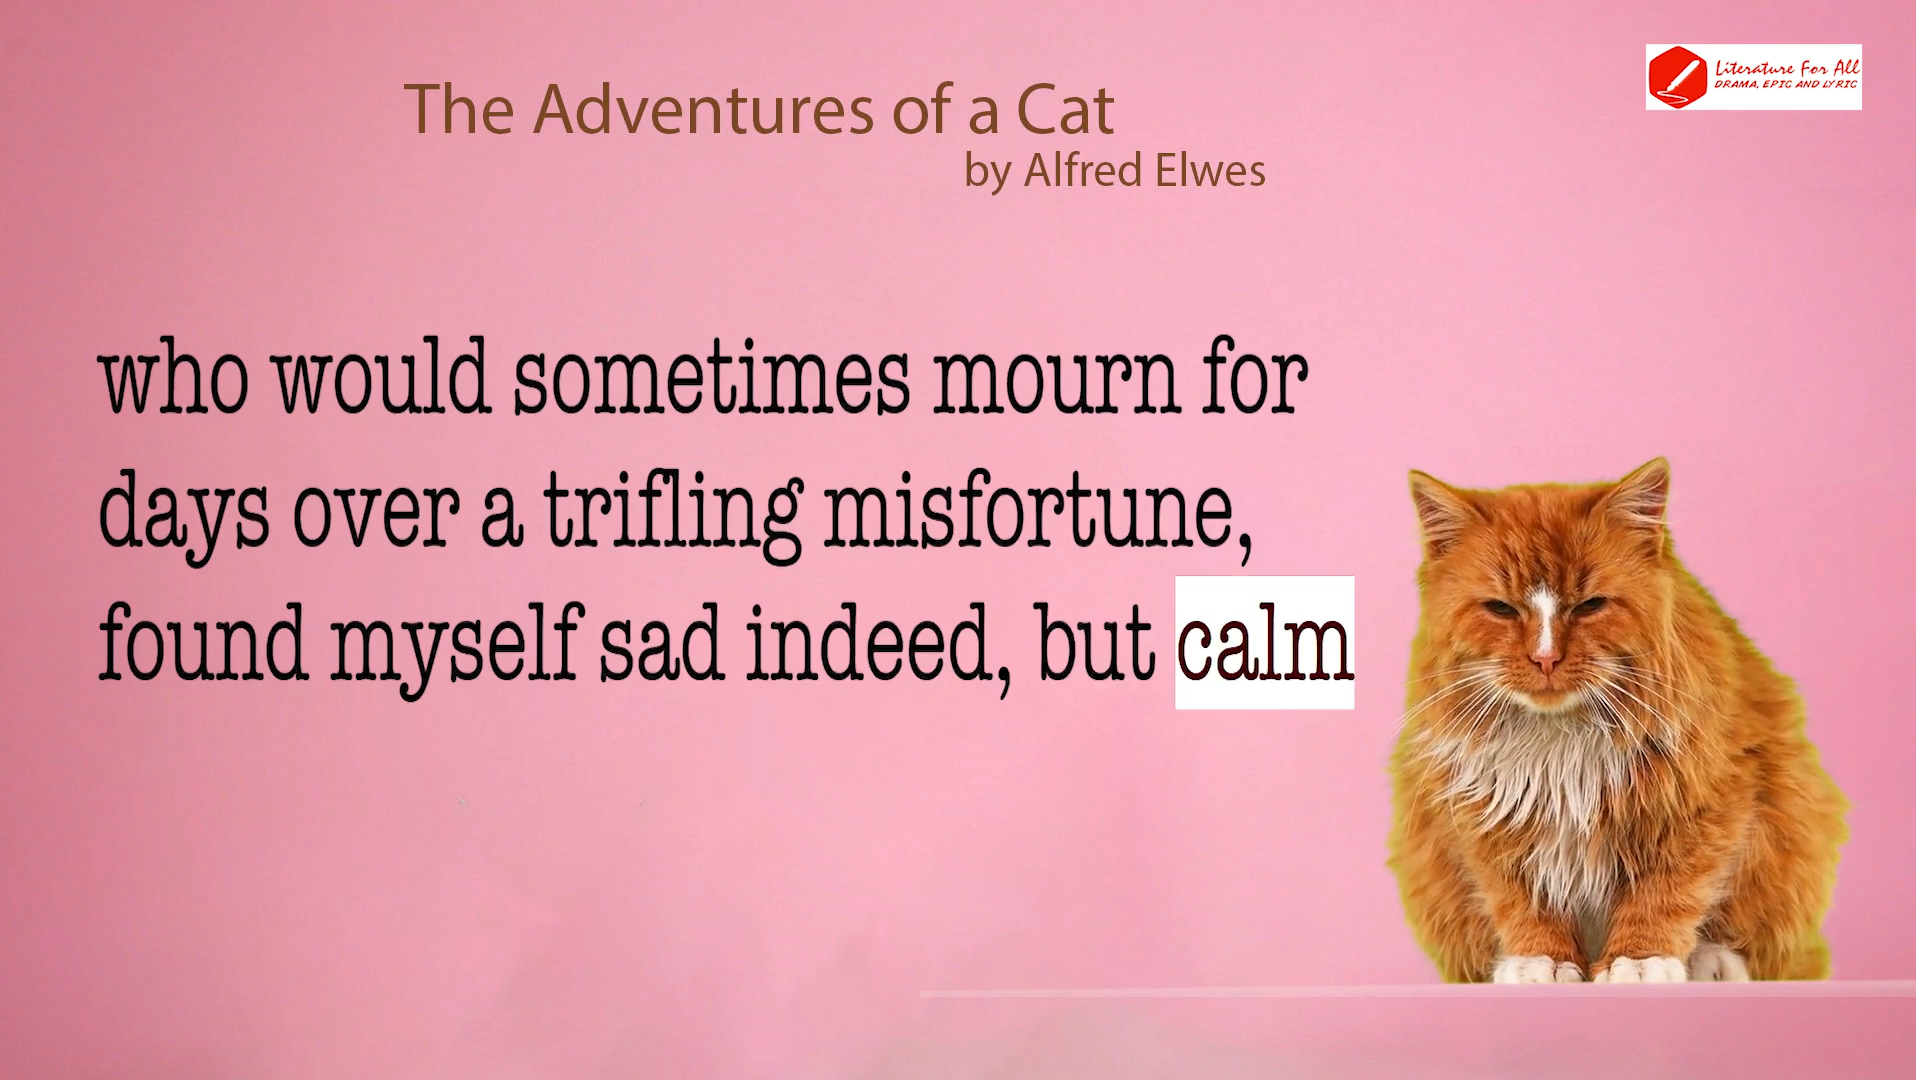 The Adventures of a Cat
by Alfred Elwes
Literature For All
DRAMA, EPIC AND LYRIC
who would sometimes mourn for
days over a trifling misfortune,
found myself sad indeed, but calm